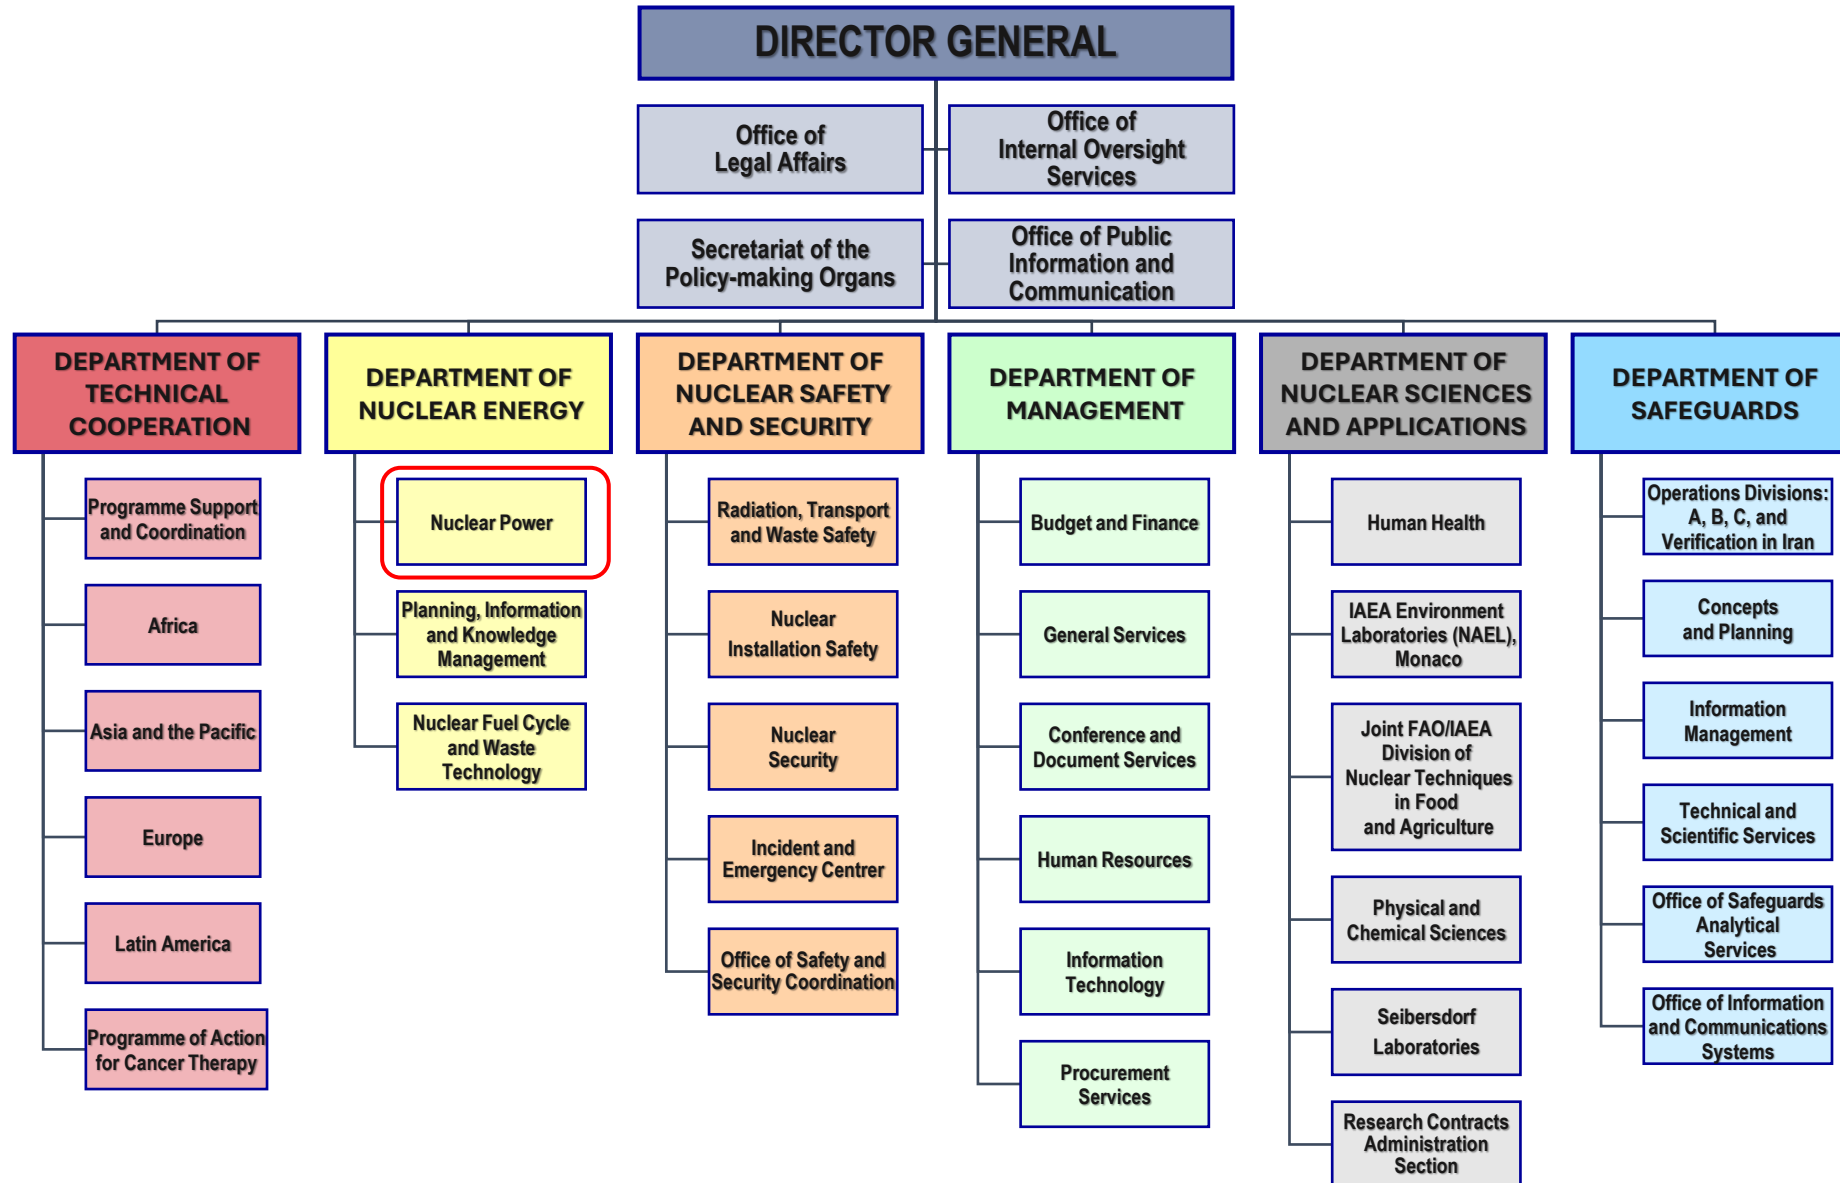 DIRECTOR GENERAL
Office of
Legal Affairs
Office of
Internal Oversight
Services
Secretariat of the
Policy-making Organs
Office of Public
Information and
Communication
DEPARTMENT OF
TECHNICAL
COOPERATION
Programme Support
and Coordination
Africa
Asia and the Pacific
Europe
Latin America
Programme of Action
for Cancer Therapy
DEPARTMENT OF
NUCLEAR ENERGY
Nuclear Power
Planning, Information
and Knowledge
Management
Nuclear Fuel Cycle
and Waste
Technology
DEPARTMENT OF
NUCLEAR SAFETY
AND SECURITY
Radiation, Transport
and Waste Safety
Nuclear
Installation Safety
Nuclear
Security
Incident and
Emergency Centrer
Office of Safety and
Security Coordination
DEPARTMENT OF
MANAGEMENT
Budget and Finance
General Services
Conference and
Document Services
Human Resources
Information
Technology
Procurement
Services
DEPARTMENT OF
NUCLEAR SCIENCES
AND APPLICATIONS
Human Health
IAEA Environment
Laboratories (NAEL),
Monaco
Joint FAO/IAEA
Division of
Nuclear Techniques
in Food
and Agriculture
Physical and
Chemical Sciences
Seibersdorf
Laboratories
Research Contracts
Administration
Section
DEPARTMENT OF
SAFEGUARDS
Operations Divisions:
A, B, C, and
Verification in Iran
Concepts
and Planning
Information
Management
Technical and
Scientific Services
Office of Safeguards
Analytical
Services
Office of Information
and Communications
Systems